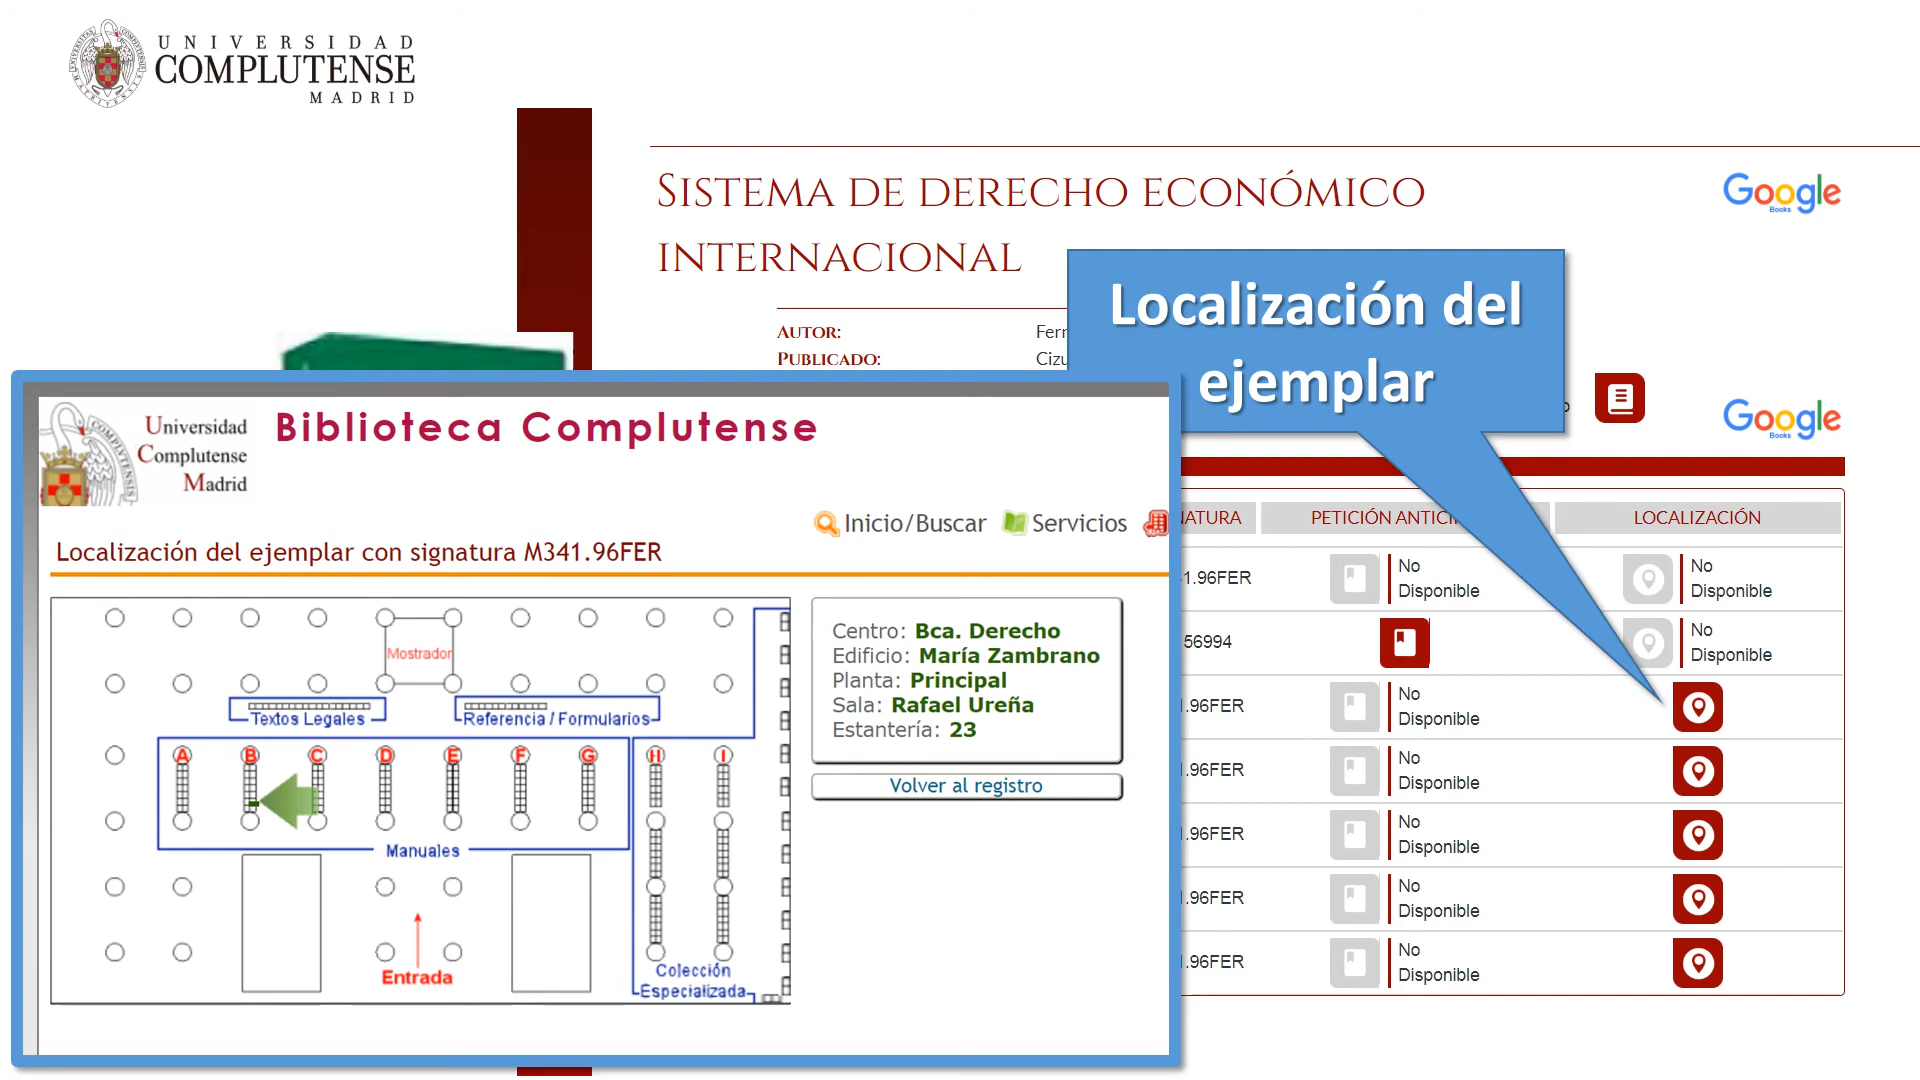 UNIVERSIDAD
COMPLUTENSE
MADRID
SISTEMA DE DERECHO ECONÓMICO
INTERNACIONAL
Google
Books
AUTOR:
PUBLICADO:
Localización del
ejemplar
Google
Books
PETICIÓN
LOCALIZACIÓN
No
Disponible
No
Disponible
56994
No
Disponible
.96FER
No
Disponible
.96FER
No
Disponible
.96FER
No
Disponible
.96FER
No
Disponible
.96FER
No
Disponible
Universidad
Complutense
Madrid
Biblioteca Complutense
Inicio/Buscar
Servicios
Localización del ejemplar con signatura M341.96FER
Mostrador
Textos Legales
Referencia / Formularios
A B C D E F G H I
Manuales
Entrada
Colección
Especializada
Centro: Bca. Derecho
Edificio: María Zambrano
Planta: Principal
Sala: Rafael Ureña
Estantería: 23
Volver al registro